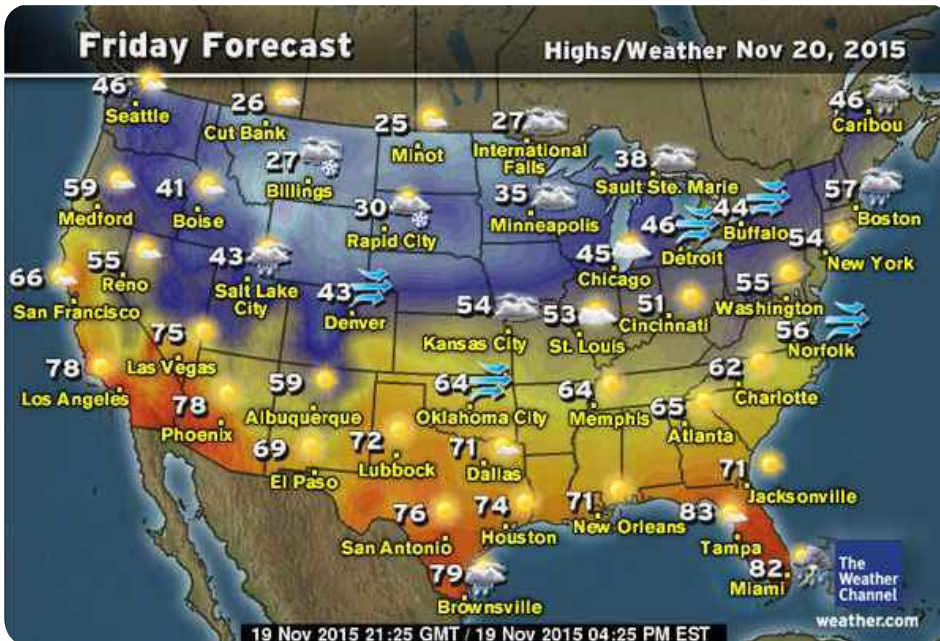 Friday Forecast
Highs/Weather Nov 20, 2015
46
Seattle
26
Cut Bank
25
Minot
27
International
Falls
46
Caribou
27
Billings
38
Sault Ste. Marie
59
Medford
41
Boise
30
Rapid City
35
Minneapolis
46
Detroit
44
Buffalo
57
Boston
55
Reno
43
Salt Lake
City
43
Denver
45
Chicago
54
New York
66
San Francisco
54
Kansas City
53
St. Louis
51
Cincinnati
55
Washington
56
Norfolk
75
Las Vegas
78
Los Angeles
78
Phoenix
59
Albuquerque
64
Oklahoma City
64
Memphis
62
Charlotte
65
Atlanta
69
El Paso
72
Lubbock
71
Dallas
71
Jacksonville
76
San Antonio
74
Houston
71
New Orleans
83
Tampa
79
Brownsville
82
Miami
The
Weather
Channel
weather.com
19 Nov 2015 21:25 GMT / 19 Nov 2015 04:25 PM EST